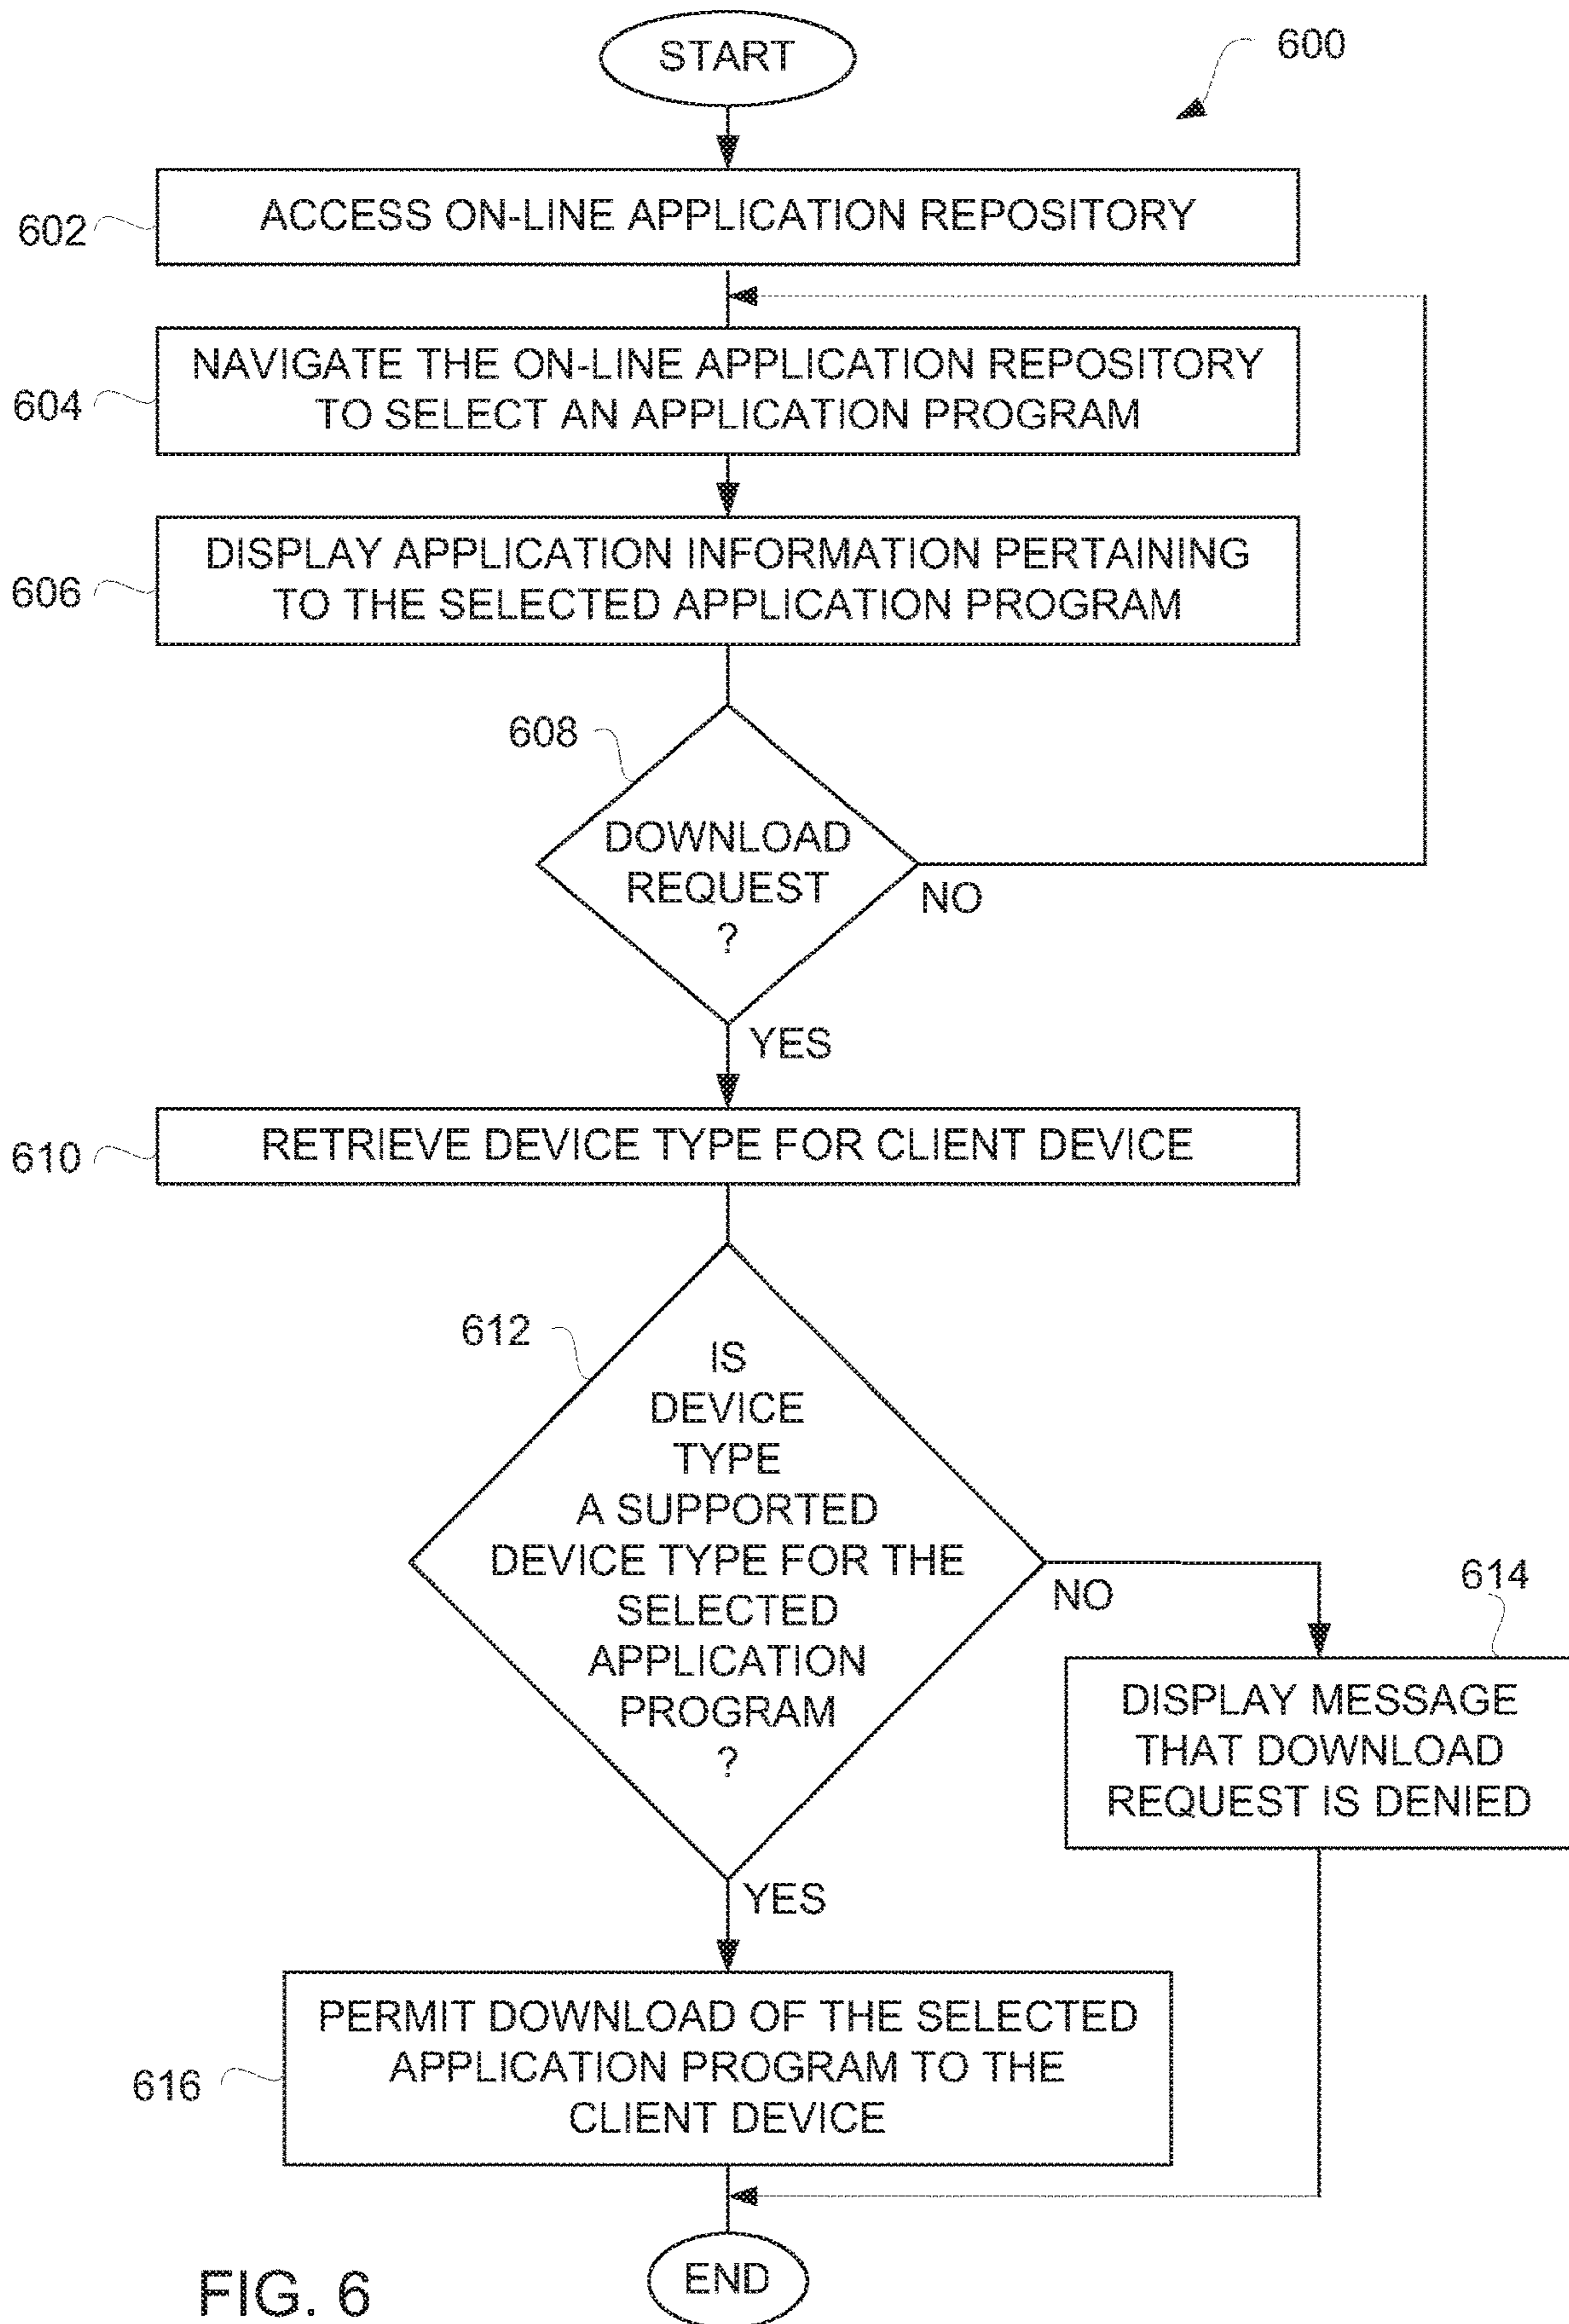 START
600
602
ACCESS ON-LINE APPLICATION REPOSITORY
604
NAVIGATE THE ON-LINE APPLICATION REPOSITORY
TO SELECT AN APPLICATION PROGRAM
606
DISPLAY APPLICATION INFORMATION PERTAINING
TO THE SELECTED APPLICATION PROGRAM
608
DOWNLOAD
REQUEST
?
NO
YES
610
RETRIEVE DEVICE TYPE FOR CLIENT DEVICE
612
IS
DEVICE
TYPE
A SUPPORTED
DEVICE TYPE FOR THE
SELECTED
APPLICATION
PROGRAM
?
NO
614
DISPLAY MESSAGE
THAT DOWNLOAD
REQUEST IS DENIED
YES
616
PERMIT DOWNLOAD OF THE SELECTED
APPLICATION PROGRAM TO THE
CLIENT DEVICE
END
FIG. 6